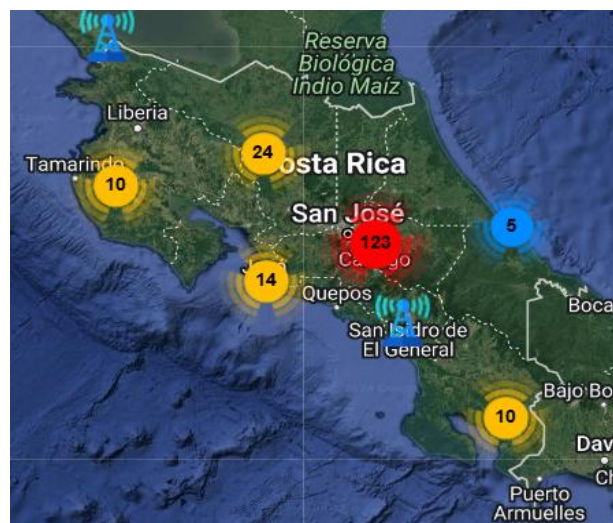 Reserva
Biológica
Indio Maíz
Liberia
24
osta Rica
Tamarindo
10
San José
5
123
14
Quepos
San Isidro de
El General
Boca
10
Bajo Bo
Dav
Ch
Puerto
Armuelles